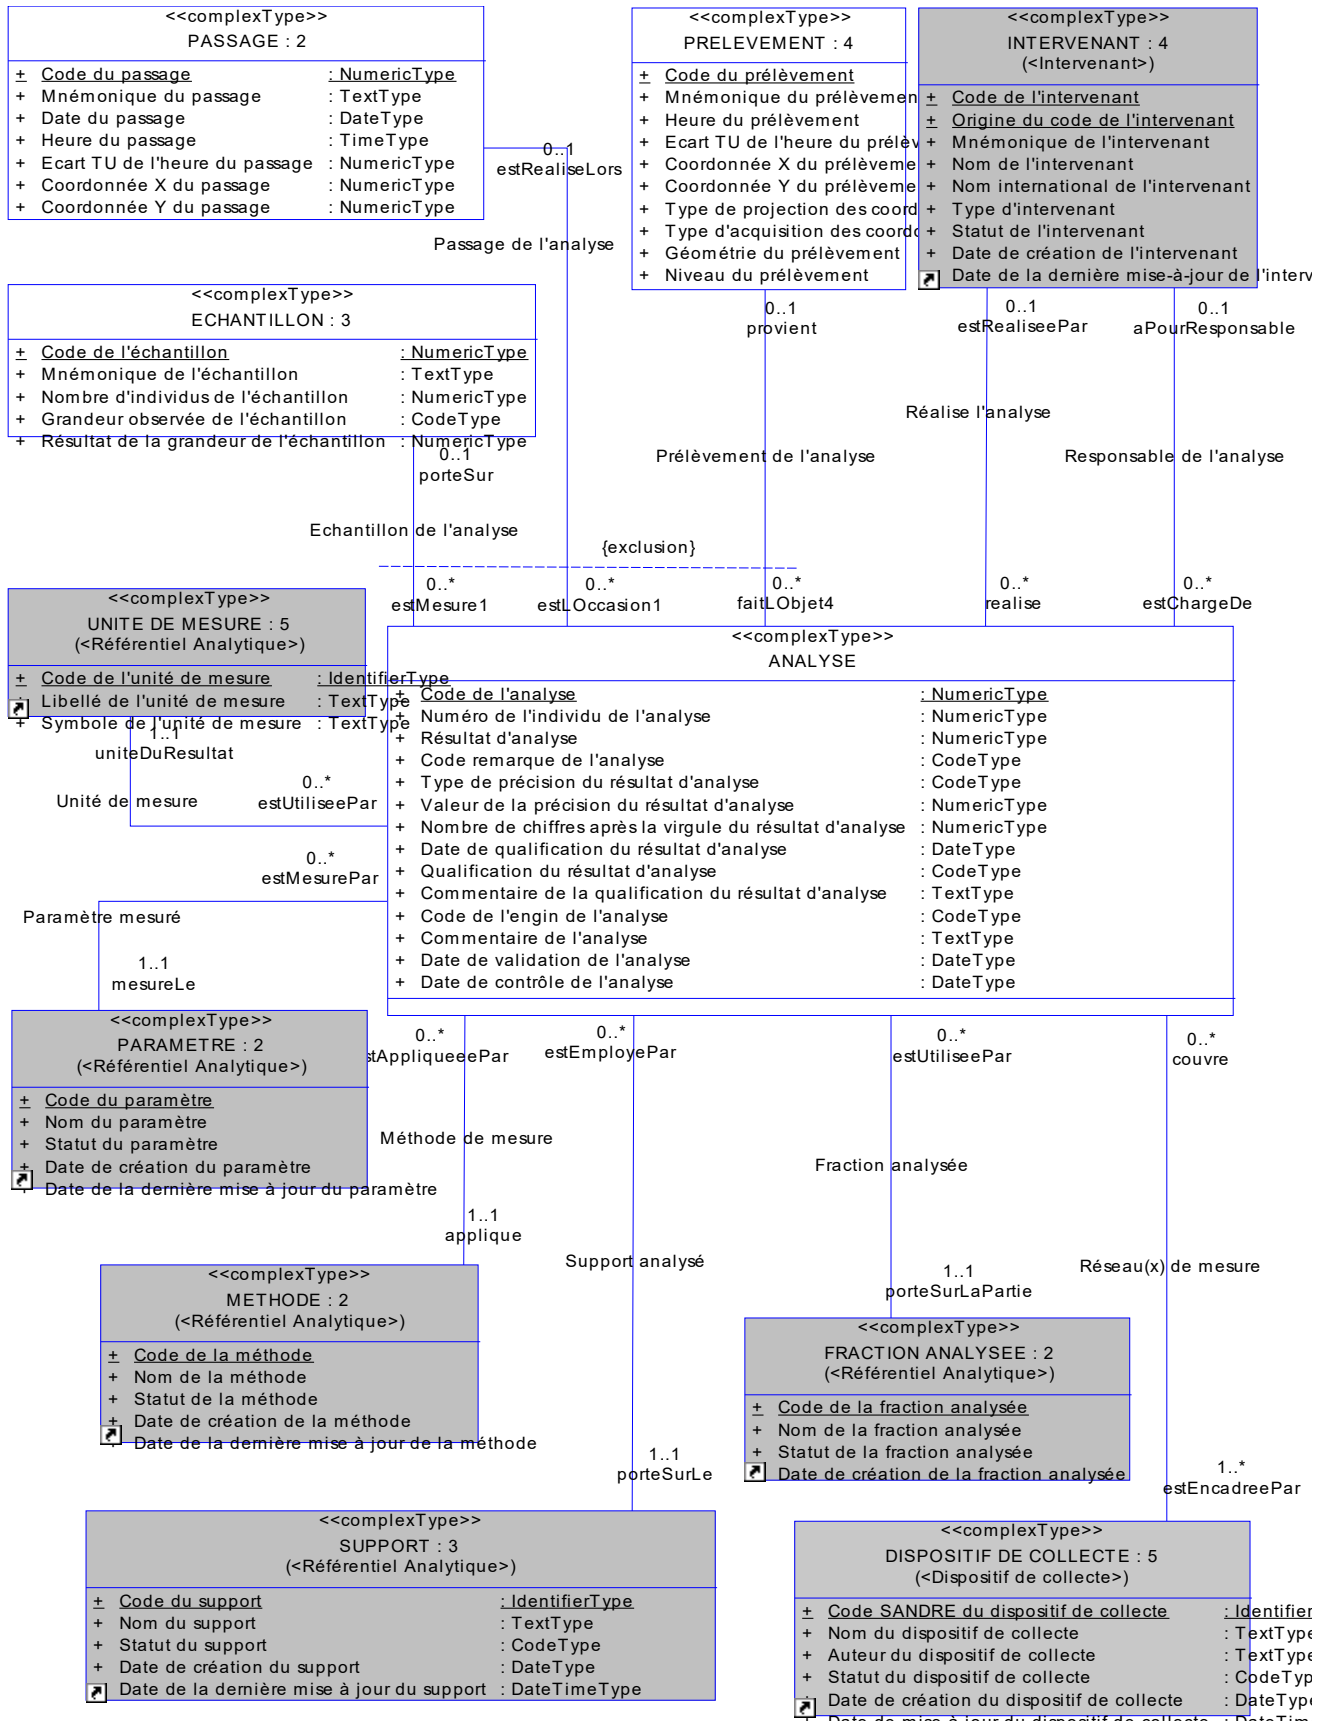 <<complexType>>
PASSAGE : 2
+ Code du passage : NumericType
+ Mnémonique du passage : TextType
+ Date du passage : DateType
+ Heure du passage : TimeType
+ Ecart TU de l'heure du passage : NumericType
+ Coordonnée X du passage : NumericType
+ Coordonnée Y du passage : NumericType
<<complexType>>
PRELEVEMENT : 4
+ Code du prélèvement
+ Mnémonique du prélèvemen
+ Heure du prélèvement
+ Ecart TU de l'heure du prélèv
+ Coordonnée X du prélèveme
+ Coordonnée Y du prélèveme
+ Type de projection des coord
+ Type d'acquisition des coordo
+ Géométrie du prélèvement
+ Niveau du prélèvement
<<complexType>>
INTERVENANT : 4
(<Intervenant>)
+ Code de l'intervenant
+ Origine du code de l'intervenant
+ Mnémonique de l'intervenant
+ Nom de l'intervenant
+ Nom international de l'intervenant
+ Type d'intervenant
+ Statut de l'intervenant
+ Date de création de l'intervenant
Date de la dernière mise-à-jour de l'interv
0..1
estRealiseLors
Passage de l'analyse
<<complexType>>
ECHANTILLON : 3
+ Code de l'échantillon : NumericType
+ Mnémonique de l'échantillon : TextType
+ Nombre d'individus de l'échantillon : NumericType
+ Grandeur observée de l'échantillon : CodeType
+ Résultat de la grandeur de l'échantillon : NumericType
0..1
provient
0..1
estRealiseePar
0..1
aPourResponsable
Réalise l'analyse
0..1
porteSur
Prélèvement de l'analyse
Responsable de l'analyse
Echantillon de l'analyse
{exclusion}
0..*
estMesure1
0..*
estLOccasion1
0..*
faitLObjet4
0..*
realise
0..*
estChargeDe
<<complexType>>
UNITE DE MESURE : 5
(<Référentiel Analytique>)
+ Code de l'unité de mesure : IdentifierType
+ Libellé de l'unité de mesure : TextType
+ Symbole de l'unité de mesure : TextType
<<complexType>>
ANALYSE
+ Code de l'analyse : NumericType
+ Numéro de l'individu de l'analyse : NumericType
+ Résultat d'analyse : NumericType
+ Code remarque de l'analyse : CodeType
+ Type de précision du résultat d'analyse : CodeType
+ Valeur de la précision du résultat d'analyse : NumericType
+ Nombre de chiffres après la virgule du résultat d'analyse : NumericType
+ Date de qualification du résultat d'analyse : DateType
+ Qualification du résultat d'analyse : CodeType
+ Commentaire de la qualification du résultat d'analyse : TextType
+ Code de l'engin de l'analyse : CodeType
+ Commentaire de l'analyse : TextType
+ Date de validation de l'analyse : DateType
+ Date de contrôle de l'analyse : DateType
1..1
uniteDuResultat
Unité de mesure
0..*
estUtiliseePar
0..*
estMesurePar
Paramètre mesuré
1..1
mesureLe
<<complexType>>
PARAMETRE : 2
(<Référentiel Analytique>)
+ Code du paramètre
+ Nom du paramètre
+ Statut du paramètre
+ Date de création du paramètre
+ Date de la dernière mise à jour du paramètre
0..*
stAppliqueeePar
0..*
estEmployePar
0..*
estUtiliseePar
0..*
couvre
Méthode de mesure
Fraction analysée
1..1
applique
Support analysé
Réseau(x) de mesure
1..1
porteSurLaPartie
<<complexType>>
METHODE : 2
(<Référentiel Analytique>)
+ Code de la méthode
+ Nom de la méthode
+ Statut de la méthode
+ Date de création de la méthode
Date de la dernière mise à jour de la méthode
<<complexType>>
FRACTION ANALYSEE : 2
(<Référentiel Analytique>)
+ Code de la fraction analysée
+ Nom de la fraction analysée
+ Statut de la fraction analysée
Date de création de la fraction analysée
1..1
porteSurLe
1..*
estEncadreePar
<<complexType>>
SUPPORT : 3
(<Référentiel Analytique>)
+ Code du support : IdentifierType
+ Nom du support : TextType
+ Statut du support : CodeType
+ Date de création du support : DateType
Date de la dernière mise à jour du support : DateTimeType
<<complexType>>
DISPOSITIF DE COLLECTE : 5
(<Dispositif de collecte>)
+ Code SANDRE du dispositif de collecte : Identifier
+ Nom du dispositif de collecte : TextType
+ Auteur du dispositif de collecte : TextType
+ Statut du dispositif de collecte : CodeTyp
+ Date de création du dispositif de collecte : DateType
Date de mise à jour du dispositif de collecte : DateTim